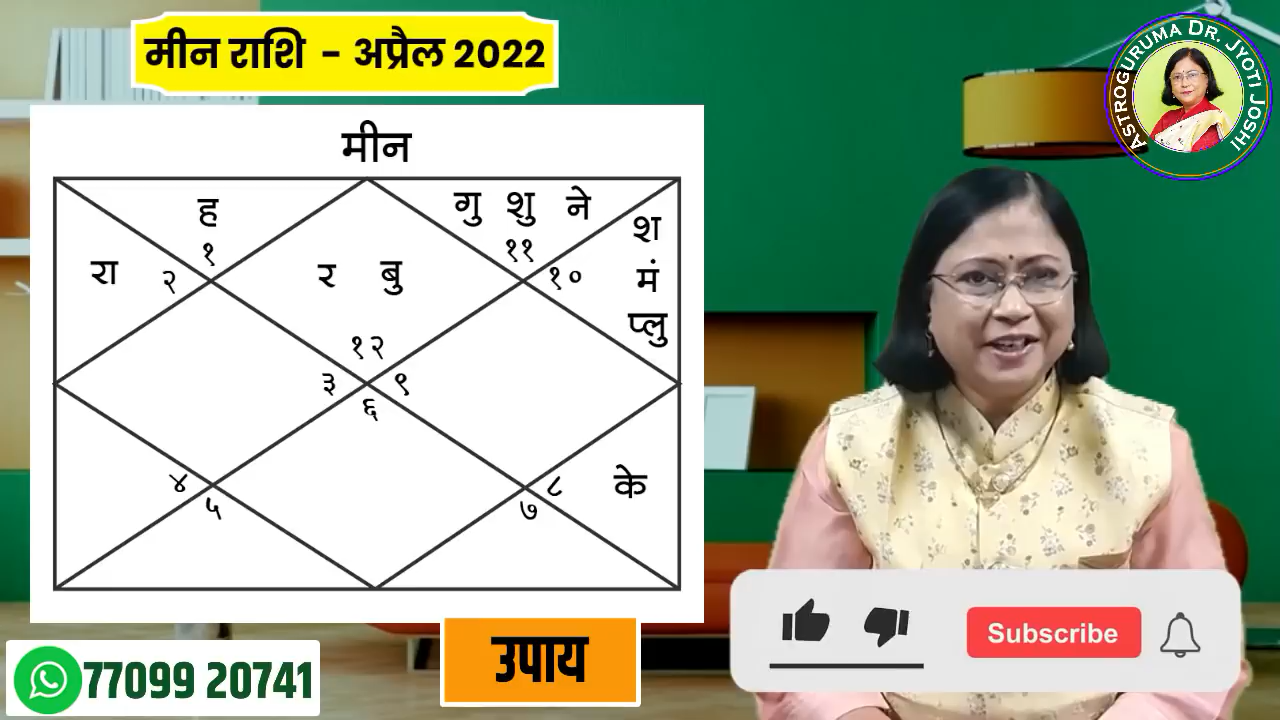 मीन राशि - अप्रैल 2022
ASTROGURUMA DR. JYOTI JOSHI
मीन
ह
१
रा २
र बु
१२
गु शु ने
११
श
१० मं
प्लु
३ ९
६
४
५
८ के
७
उपाय
77099 20741
Subscribe